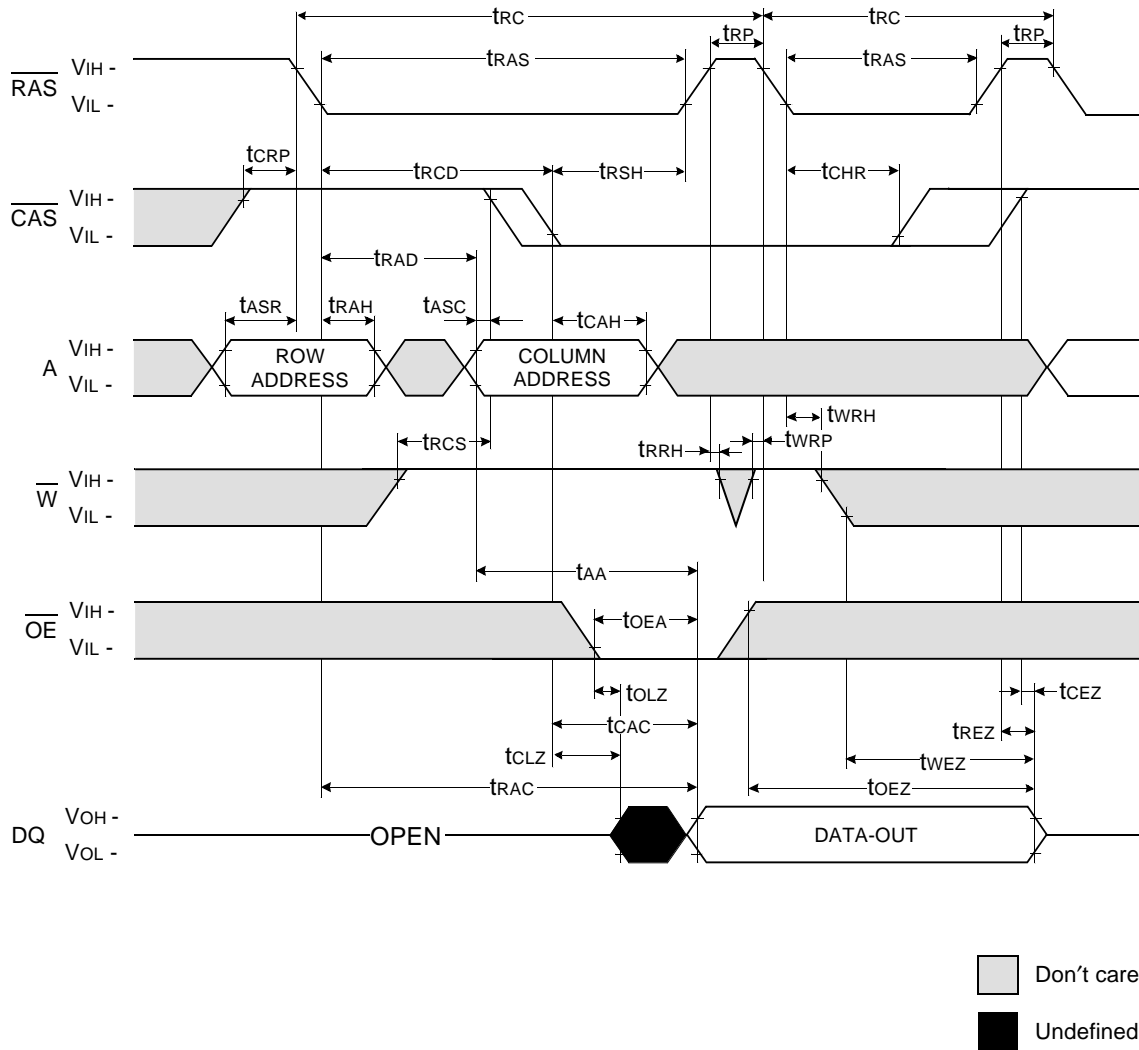 tRC tRC
tRP tRP
tRAS tRAS
RAS VIH -
VIL -
tCRP tRCD tRSH tCHR
CAS VIH -
VIL -
tRAD
tASR tRAH tASC tCAH
A VIH -
VIL -
ROW
ADDRESS
COLUMN
ADDRESS
tWRH
tRCS tRRH tWRP
W VIH -
VIL -
tAA
OE VIH -
VIL -
tOEA
tOLZ tCEZ
tCAC tREZ
tCLZ tWEZ
tRAC tOEZ
DQ VOH -
VOL -
OPEN DATA-OUT
Don′t care
Undefined